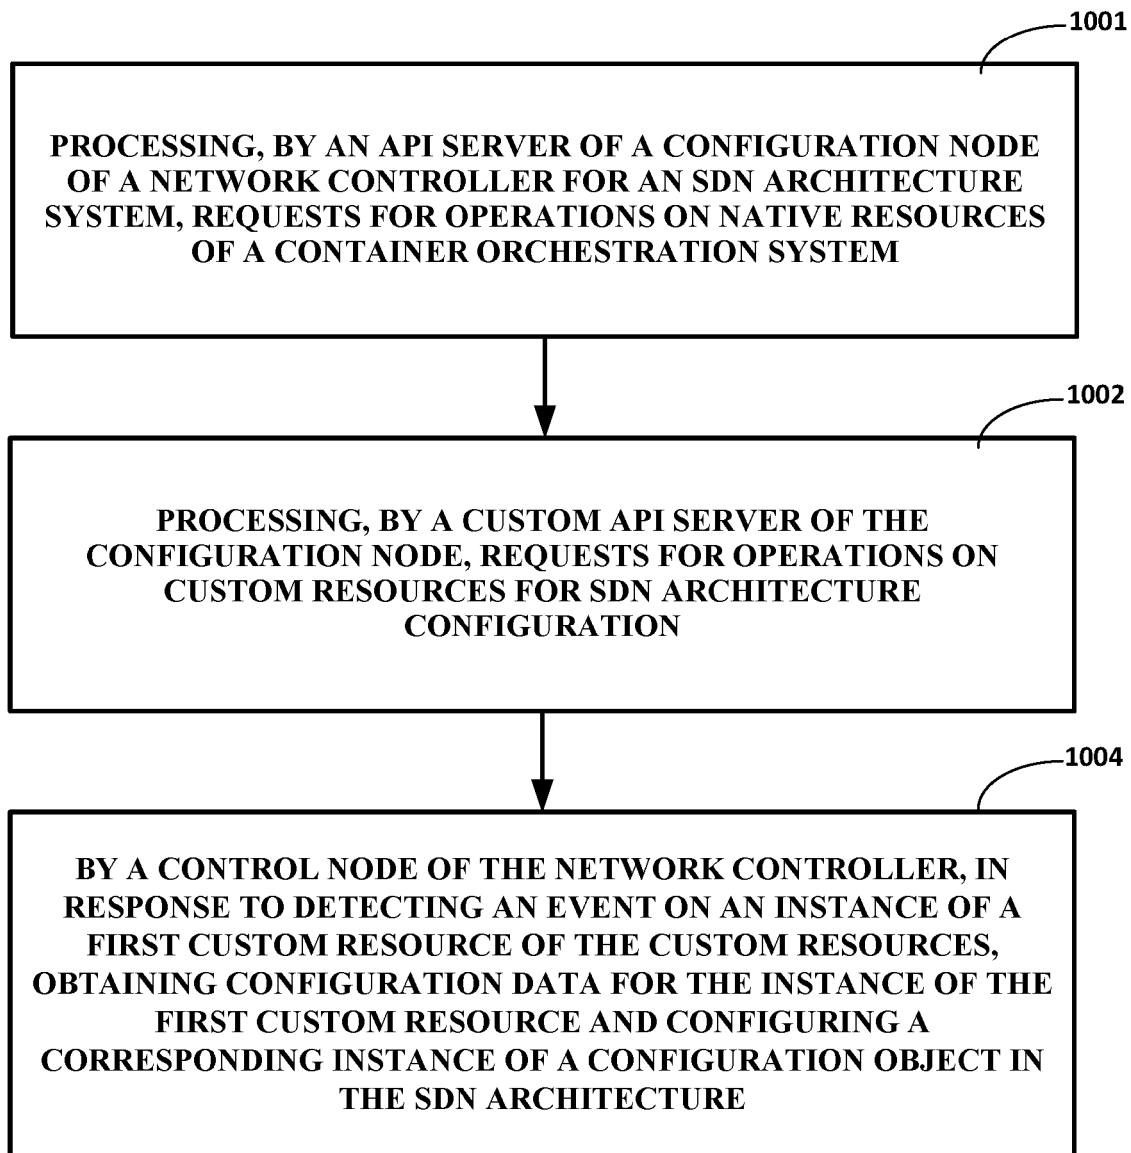 1001
PROCESSING, BY AN API SERVER OF A CONFIGURATION NODE
OF A NETWORK CONTROLLER FOR AN SDN ARCHITECTURE
SYSTEM, REQUESTS FOR OPERATIONS ON NATIVE RESOURCES
OF A CONTAINER ORCHESTRATION SYSTEM
1002
PROCESSING, BY A CUSTOM API SERVER OF THE
CONFIGURATION NODE, REQUESTS FOR OPERATIONS ON
CUSTOM RESOURCES FOR SDN ARCHITECTURE
CONFIGURATION
1004
BY A CONTROL NODE OF THE NETWORK CONTROLLER, IN
RESPONSE TO DETECTING AN EVENT ON AN INSTANCE OF A
FIRST CUSTOM RESOURCE OF THE CUSTOM RESOURCES,
OBTAINING CONFIGURATION DATA FOR THE INSTANCE OF THE
FIRST CUSTOM RESOURCE AND CONFIGURING A
CORRESPONDING INSTANCE OF A CONFIGURATION OBJECT IN
THE SDN ARCHITECTURE